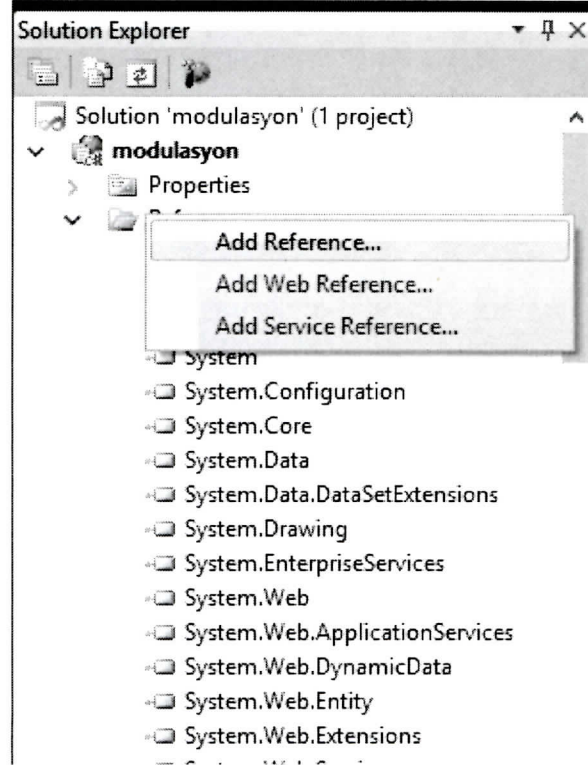 Solution Explorer
Solution 'modulasyon' (1 project)
modulasyon
Properties
Add Reference...
Add Web Reference...
Add Service Reference...
System
System.Configuration
System.Core
System.Data
System.Data.DataSetExtensions
System.Drawing
System.EnterpriseServices
System.Web
System.Web.ApplicationServices
System.Web.DynamicData
System.Web.Entity
System.Web.Extensions